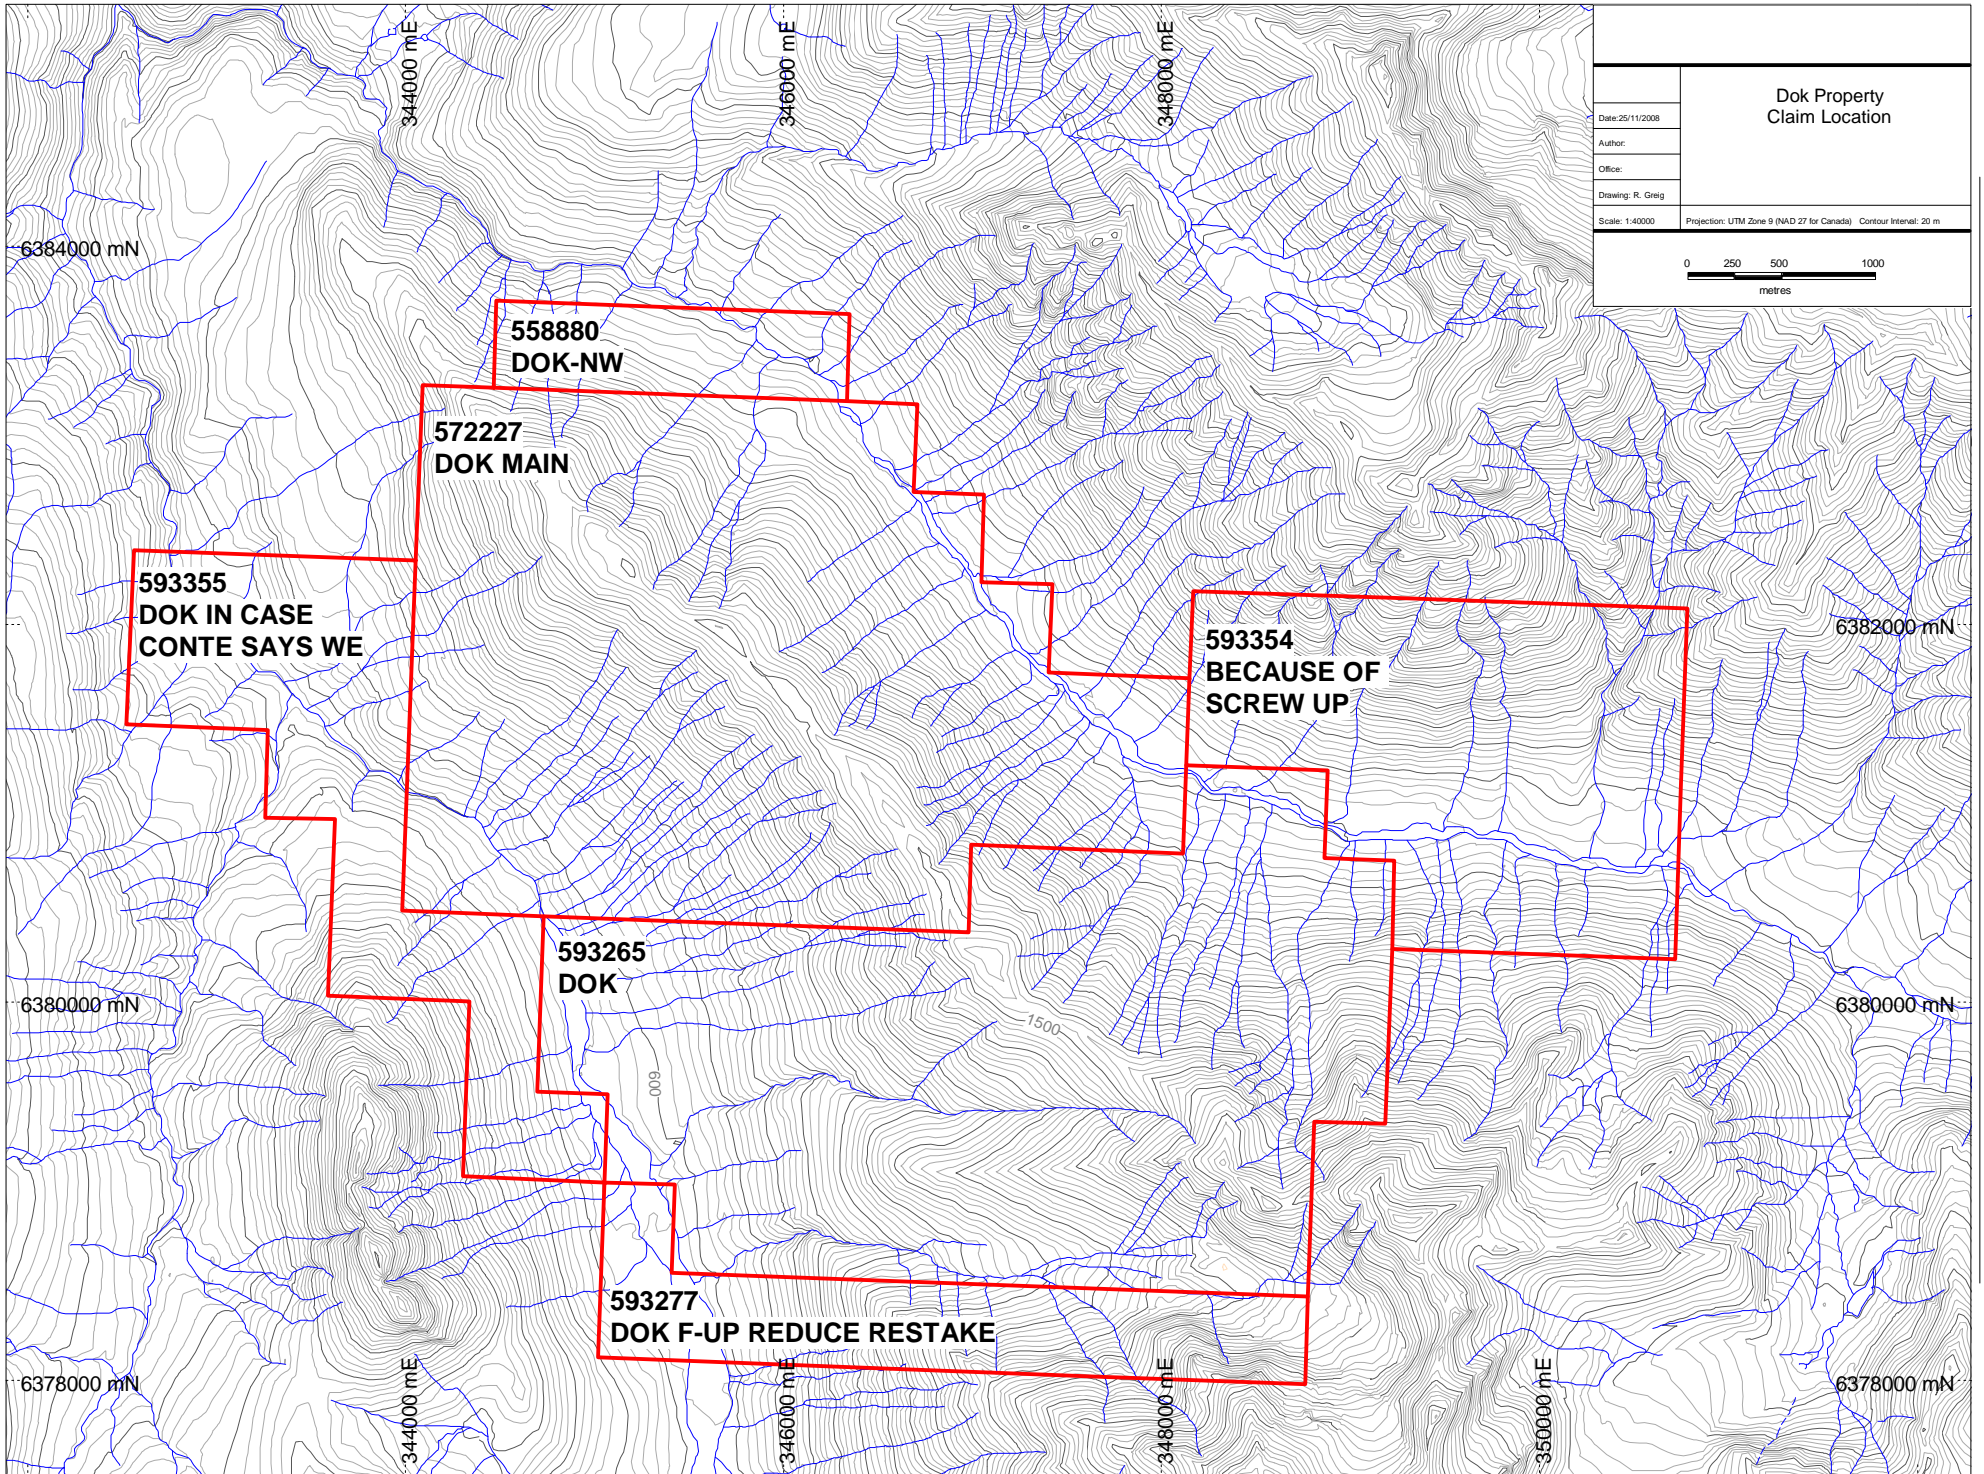 344000 mE
346000 mE
348000 mE
Dok Property
Claim Location
Date:25/11/2008
Author:
Office:
Drawing: R. Greig
Scale: 1:40000
Projection: UTM Zone 9 (NAD 27 for Canada) Contour Interval: 20 m
0 250 500 1000
metres
6384000 mN
558880
DOK-NW
572227
DOK MAIN
593355
DOK IN CASE
CONTE SAYS WE
6382000 mN
593354
BECAUSE OF
SCREW UP
593265
DOK
6380000 mN
6380000 mN
1500
600
593277
DOK F-UP REDUCE RESTAKE
6378000 mN
6378000 mN
344000 mE
346000 mE
348000 mE
350000 mE